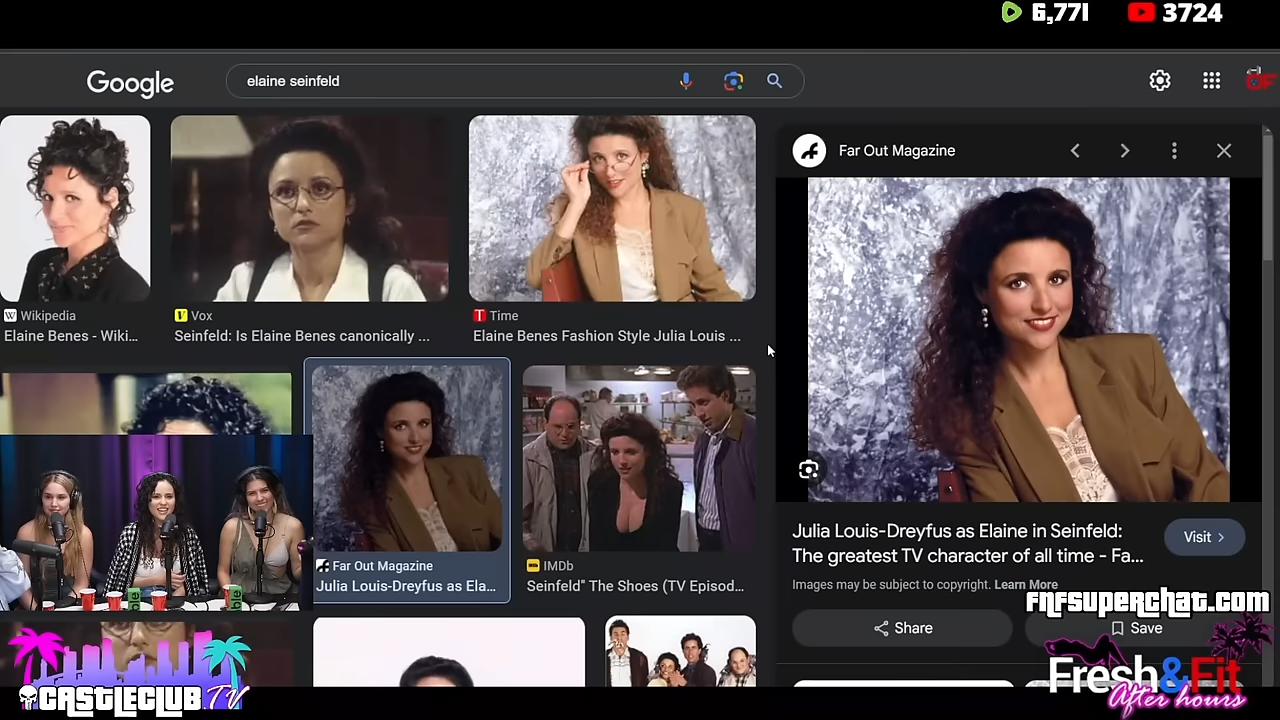 6,771
3724
Google
elaine seinfeld
Far Out Magazine
W Wikipedia
Elaine Benes - Wiki...
V Vox
Seinfeld: Is Elaine Benes canonically ...
T Time
Elaine Benes Fashion Style Julia Louis ...
Far Out Magazine
Julia Louis-Dreyfus as Ela...
IMDb
Seinfeld" The Shoes (TV Episod...
Julia Louis-Dreyfus as Elaine in Seinfeld:
The greatest TV character of all time - Fa...
Visit
Images may be subject to copyright. Learn More
FNFSUPERCHAT.COM
Share
Save
CASTLECLUB.TV
Fresh&Fit
After hours